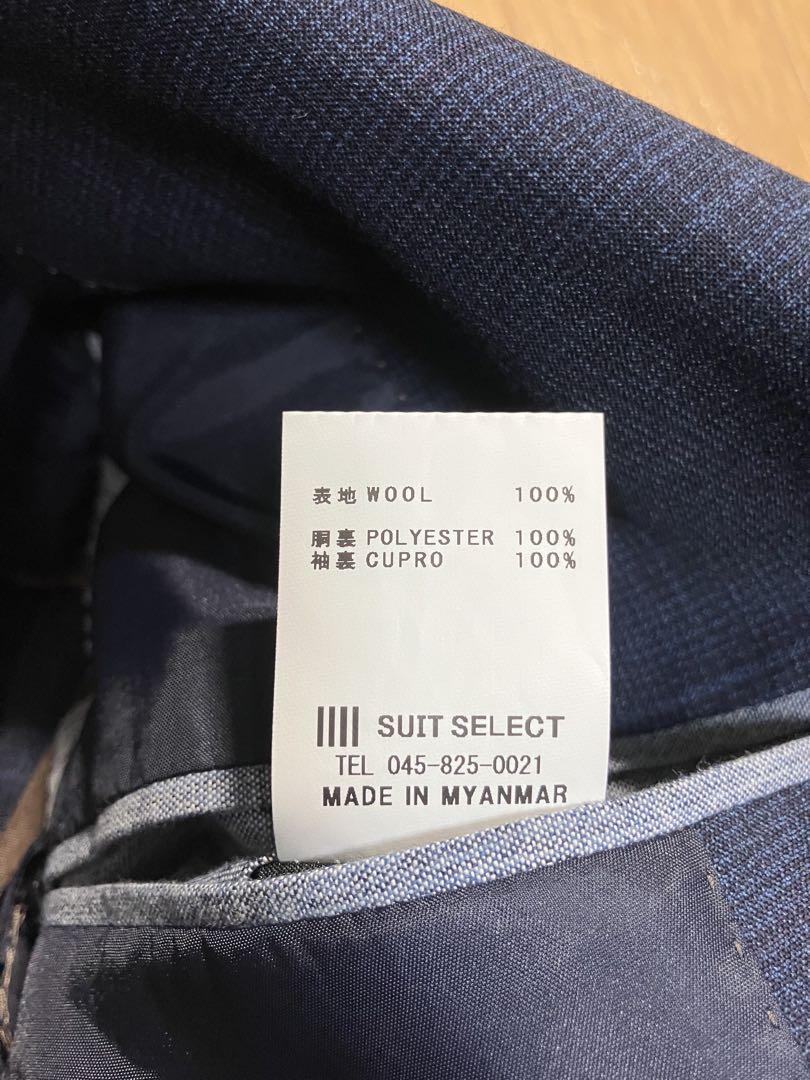 表地 WOOL 100%
胴裏 POLYESTER 100%
袖裏 CUPRO 100%
SUIT SELECT
TEL 045-825-0021
MADE IN MYANMAR